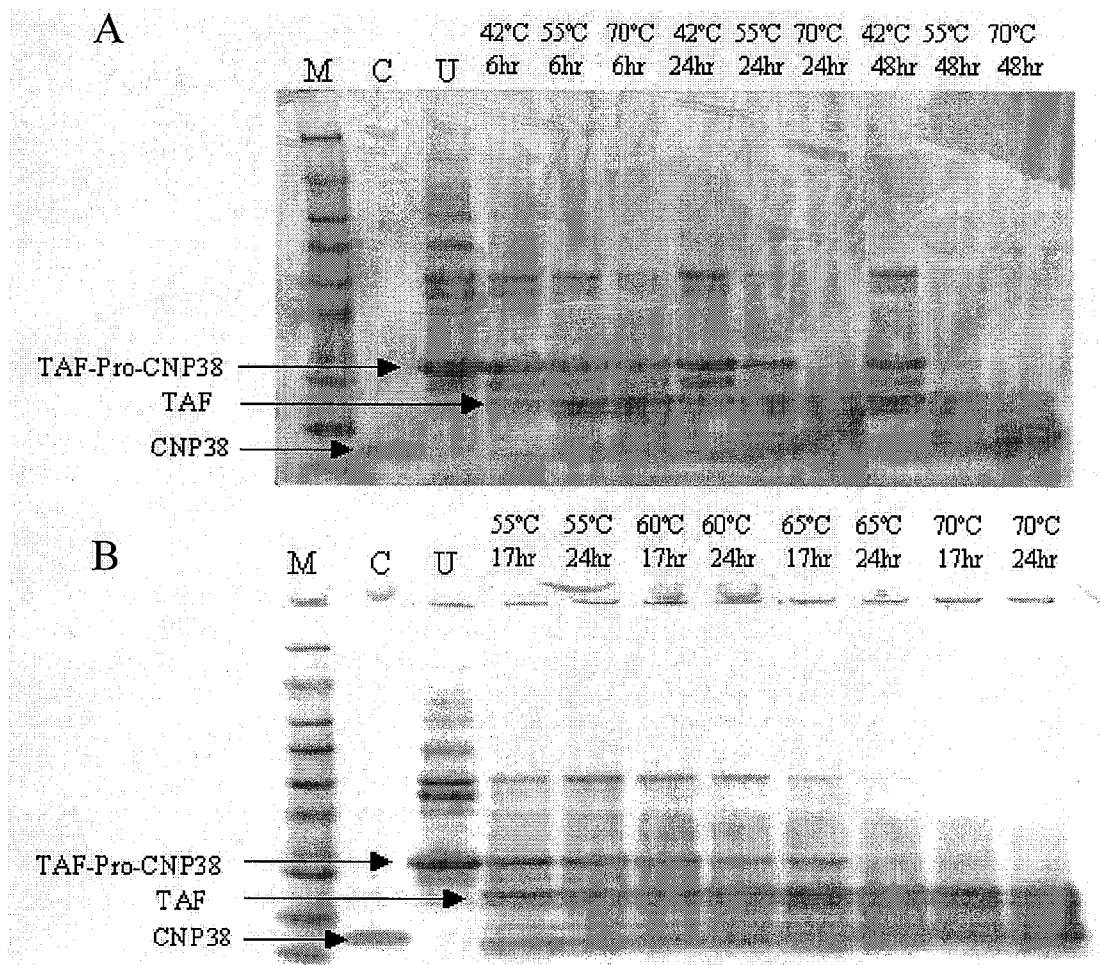 A
42°C 55°C 70°C 42°C 55°C 70°C 42°C 55°C 70°C
M C U 6hr 6hr 6hr 24hr 24hr 24hr 48hr 48hr 48hr
TAF-Pro-CNP38
TAF
CNP38
55°C 55°C 60°C 60°C 65°C 65°C 70°C 70°C
B M C U 17hr 24hr 17hr 24hr 17hr 24hr 17hr 24hr
TAF-Pro-CNP38
TAF
CNP38